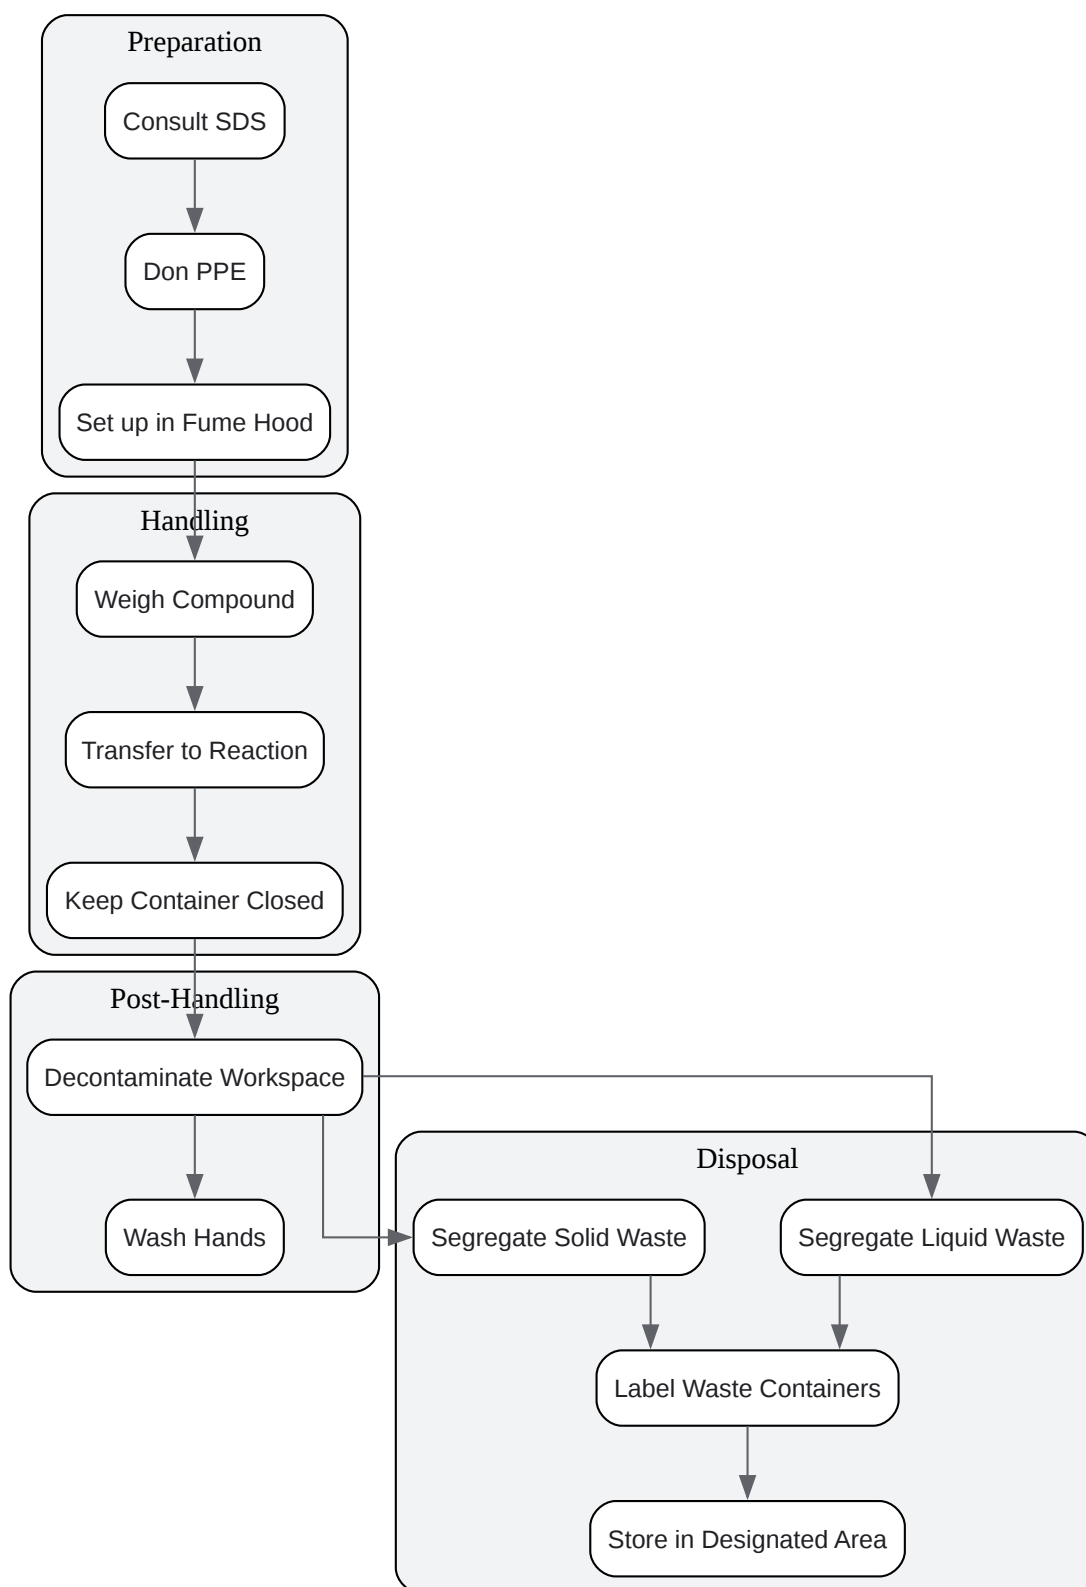 Preparation
Consult SDS
Don PPE
Set up in Fume Hood
Handling
Weigh Compound
Transfer to Reaction
Keep Container Closed
Post-Handling
Decontaminate Workspace
Wash Hands
Disposal
Segregate Solid Waste
Segregate Liquid Waste
Label Waste Containers
Store in Designated Area